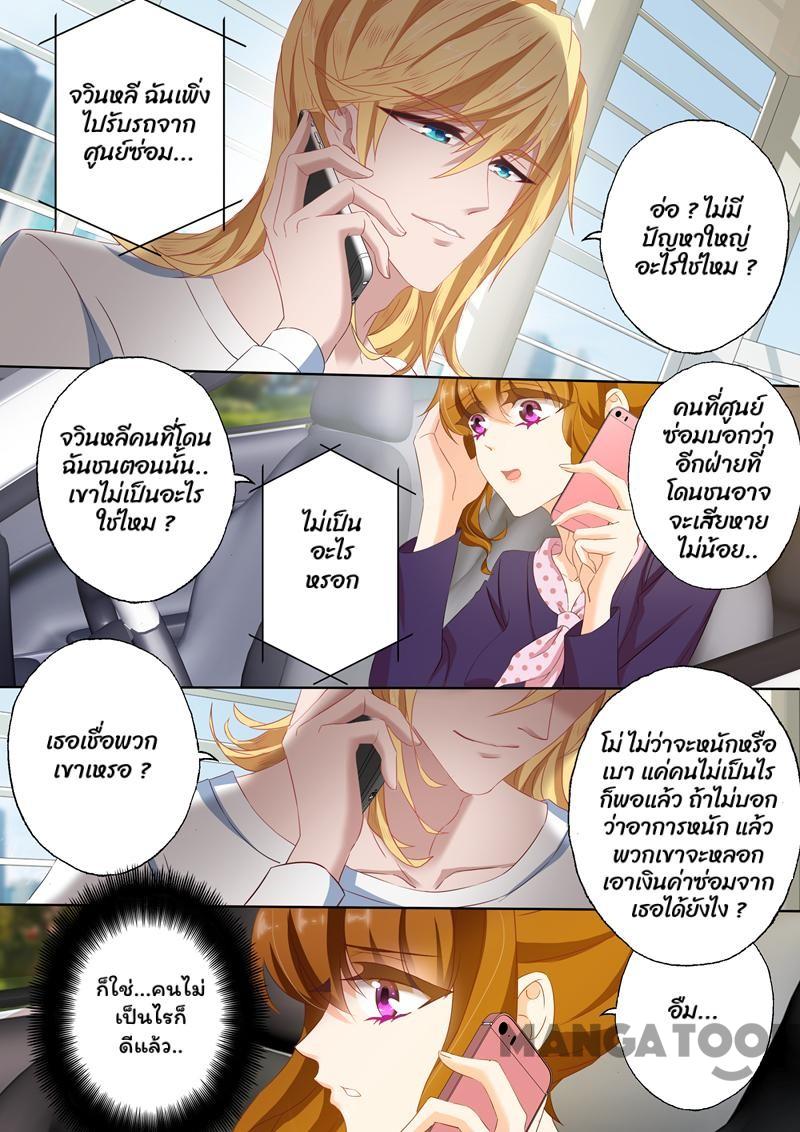 จวินหลี ฉันเพิ่ง
ไปรับรถจาก
ศูนย์ซ่อม...
อ่อ ? ไม่มี
ปัญหาใหญ่
อะไรใช่ไหม ?
คนที่ศูนย์
ซ่อมบอกว่า
อีกฝ่ายที่
โดนชนอาจ
จะเสียหาย
ไม่น้อย..
จวินหลีคนที่โดน
ฉันชนตอนนั้น..
เขาไม่เป็นอะไร
ใช่ไหม ?
ไม่เป็น
อะไร
หรอก
เธอเชื่อพวก
เขาเหรอ ?
โม่ ไม่ว่าจะหนักหรือ
เบา แค่คนไม่เป็นไร
ก็พอแล้ว ถ้าไม่บอก
ว่าอาการหนัก แล้ว
พวกเขาจะหลอก
เอาเงินค่าซ่อมจาก
เธอได้ยังไง ?
ก็ใช่...คนไม่
เป็นไรก็
ดีแล้ว..
อืม...
MANGATOON